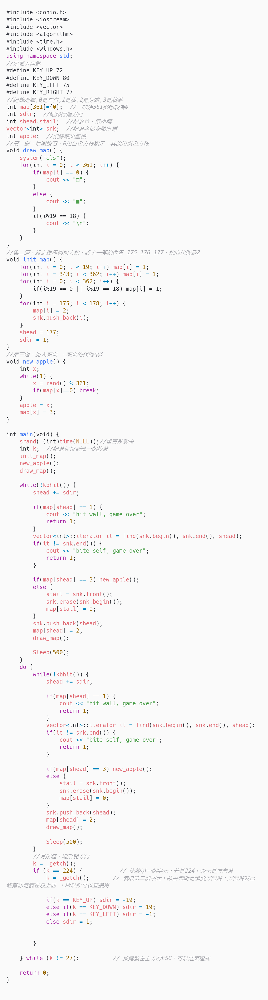 #include <conio.h>
#include <iostream>
#include <vector>
#include <algorithm>
#include <time.h>
#include <windows.h>
using namespace std;
//定義方向鍵
#define KEY_UP 72
#define KEY_DOWN 80
#define KEY_LEFT 75
#define KEY_RIGHT 77
//紀錄地圖,0是空白,1是牆,2是身體,3是蘋果
int map[361]={0};  //一開始361格都設為0
int sdir;  //紀錄行進方向
int shead,stail;  //紀錄首，尾座標
vector<int> snk;  //紀錄各節身體座標
int apple;  //紀錄蘋果座標
//第一題，地圖繪製，0用白色方塊顯示，其餘用黑色方塊
void draw_map() {
    system("cls");
    for(int i = 0; i < 361; i++) {
        if(map[i] == 0) {
            cout << "□";
        }
        else {
            cout << "■";
        }
        if(i%19 == 18) {
            cout << "\n";
        }
    }
}
//第二題，設定邊界與加入蛇，設定一開始位置 175 176 177，蛇的代號是2
void init_map() {
    for(int i = 0; i < 19; i++) map[i] = 1;
    for(int i = 343; i < 362; i++) map[i] = 1;
    for(int i = 0; i < 362; i++) {
        if(i%19 == 0 || i%19 == 18) map[i] = 1;
    }
    for(int i = 175; i < 178; i++) {
        map[i] = 2;
        snk.push_back(i);
    }
    shead = 177;
    sdir = 1;
}
//第三題，加入蘋果 ，蘋果的代碼是3
void new_apple() {
    int x;
    while(1) {
        x = rand() % 361;
        if(map[x]==0) break;
    }
    apple = x;
    map[x] = 3;
}

int main(void) {
    srand( (int)time(NULL));//重置亂數表
    int k;  //紀錄你按到哪一個按鍵
    init_map();
    new_apple();
    draw_map();

    while(!kbhit()) {
        shead += sdir;

        if(map[shead] == 1) {
            cout << "hit wall, game over";
            return 1;
        }
        vector<int>::iterator it = find(snk.begin(), snk.end(), shead);
        if(it != snk.end()) {
            cout << "bite self, game over";
            return 1;
        }

        if(map[shead] == 3) new_apple();
        else {
            stail = snk.front();
            snk.erase(snk.begin());
            map[stail] = 0;
        }
        snk.push_back(shead);
        map[shead] = 2;
        draw_map();

        Sleep(500);
    }
    do {
        while(!kbhit()) {
            shead += sdir;

            if(map[shead] == 1) {
                cout << "hit wall, game over";
                return 1;
            }
            vector<int>::iterator it = find(snk.begin(), snk.end(), shead);
            if(it != snk.end()) {
                cout << "bite self, game over";
                return 1;
            }

            if(map[shead] == 3) new_apple();
            else {
                stail = snk.front();
                snk.erase(snk.begin());
                map[stail] = 0;
            }
            snk.push_back(shead);
            map[shead] = 2;
            draw_map();

            Sleep(500);
        }
        //有按鍵，則改變方向
        k = _getch();
        if (k == 224) {           // 比較第一個字元，若是224，表示是方向鍵
            k = _getch();       // 讀取第二個字元，藉由判斷是哪個方向鍵，方向鍵我已
經幫你定義在最上面 ，所以你可以直接用

            if(k == KEY_UP) sdir = -19;
            else if(k == KEY_DOWN) sdir = 19;
            else if(k == KEY_LEFT) sdir = -1;
            else sdir = 1;


        }

    } while (k != 27);          // 按鍵盤左上方的ESC，可以結束程式

    return 0;
}